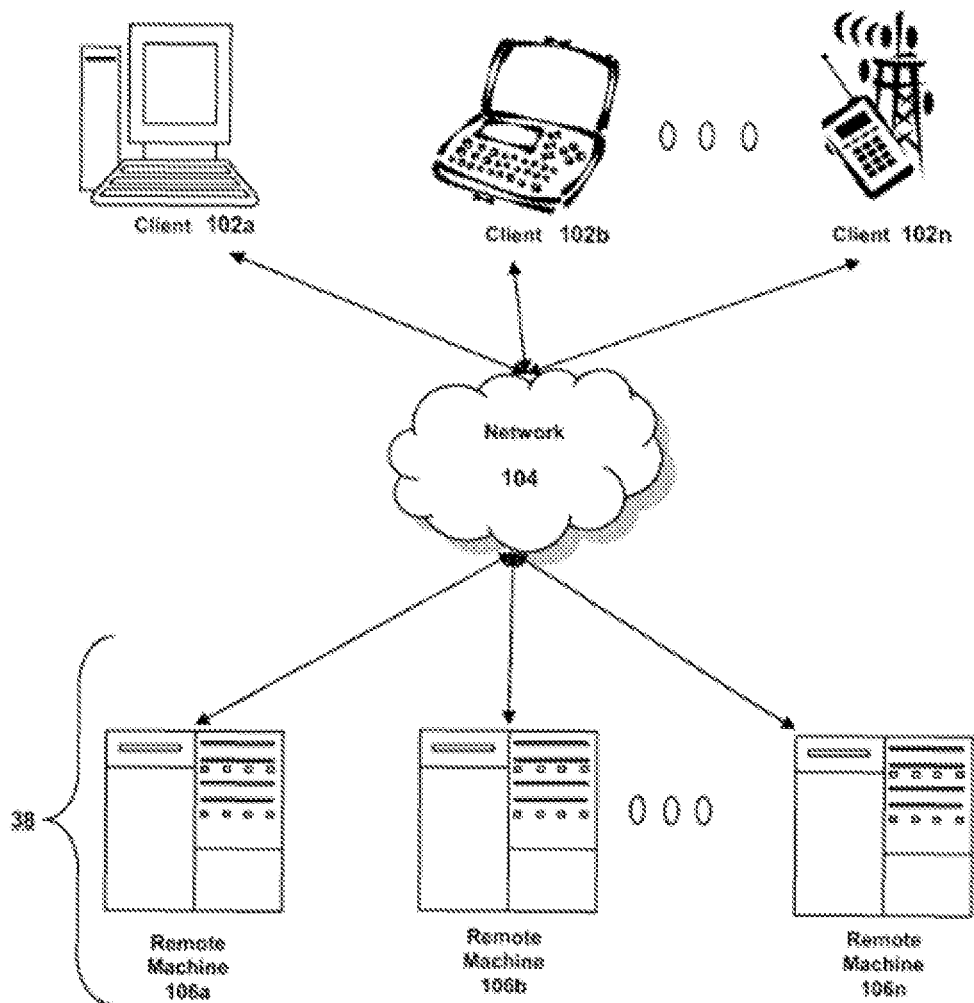 Client 102a
Client 102b
Client 102n
Network
104
38
Remote
Machine
106a
Remote
Machine
106b
Remote
Machine
106n